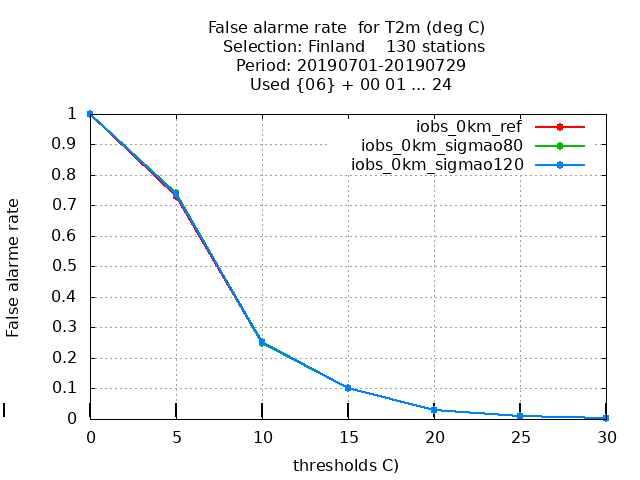 False alarme rate for T2m (deg C)
Selection: Finland 130 stations
Period: 20190701-20190729
Used {06} + 00 01 ... 24
iobs_0km_ref
iobs_0km_sigmao80
iobs_0km_sigmao120
False alarme rate
1
0.9
0.8
0.7
0.6
0.5
0.4
0.3
0.2
0.1
0
0 5 10 15 20 25 30
thresholds C)